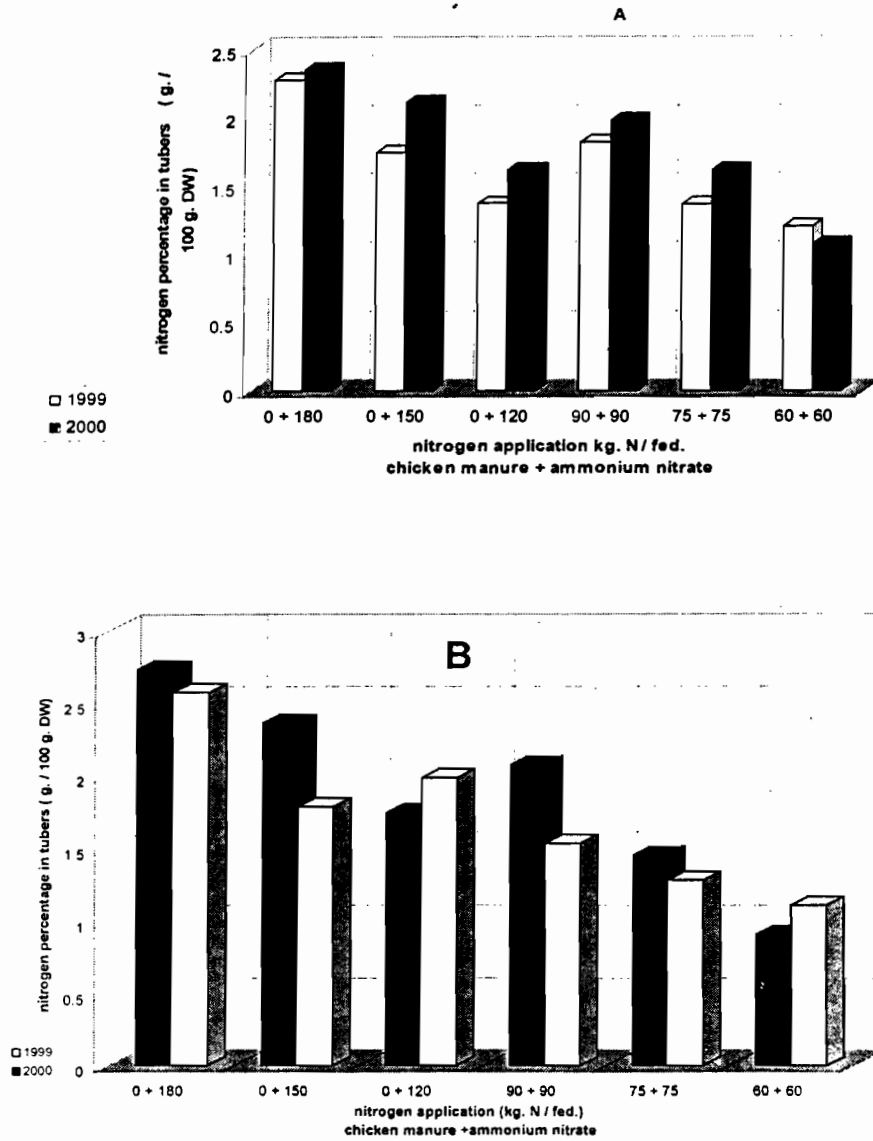 A
nitrogen percentage in tubers ( g. /
100 g. DW)
2.5
2
1.5
1
0.5
0
0 + 180 0 + 150 0 + 120 90 + 90 75 + 75 60 + 60
nitrogen application kg. N / fed.
chicken manure + ammonium nitrate
1999
2000
B
nitrogen percentage in tubers ( g. / 100 g. DW)
3
2 5
2
1 5
1
0.5
0
0 + 180 0 + 150 0 + 120 90 + 90 75 + 75 60 + 60
nitrogen application (kg. N / fed.)
chicken manure +ammonium nitrate
1999
2000